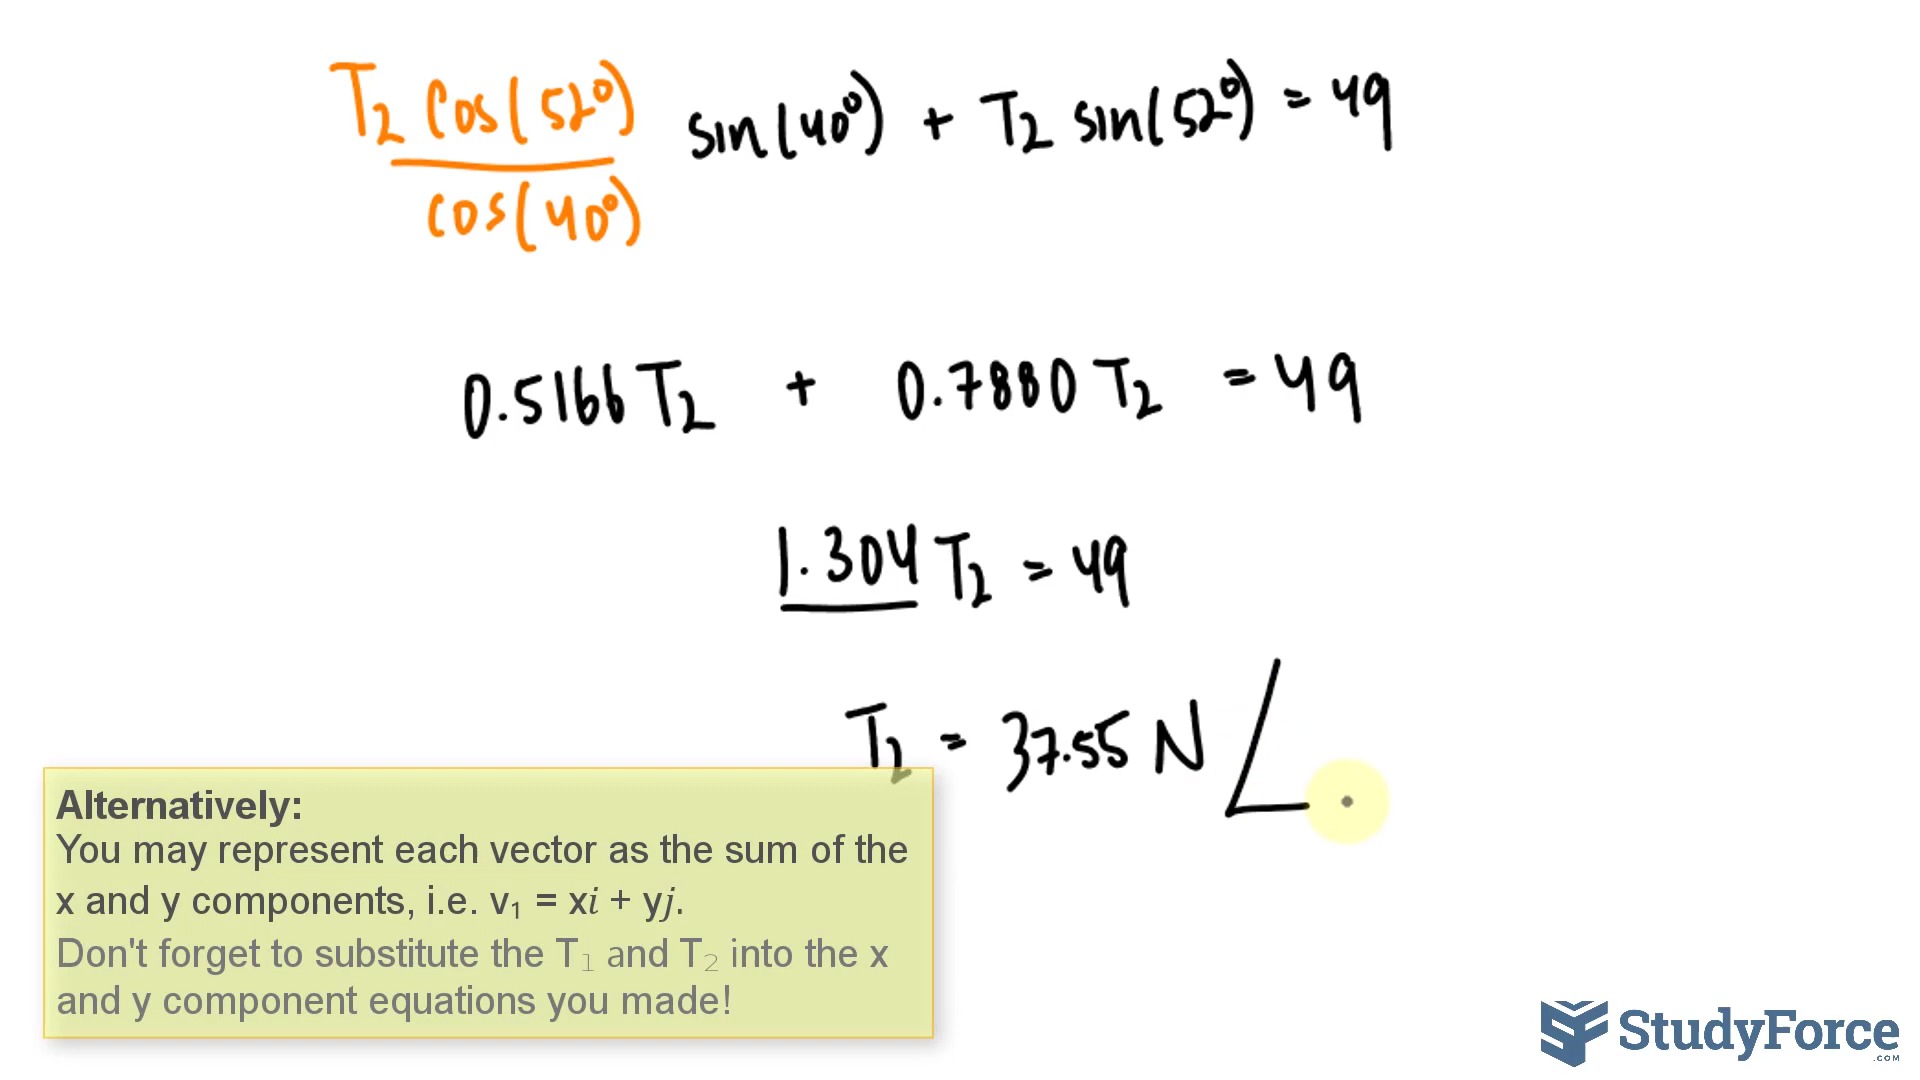 T₂ cos(52°)
cos(40°)
sin(40°) + T₂ sin(52°) = 49
0.5166 T₂ + 0.7880 T₂ = 49
1.304 T₂ = 49
T₂ = 37.55 N
Alternatively:
You may represent each vector as the sum of the
x and y components, i.e. v₁ = xi + yj.
Don't forget to substitute the T₁ and T₂ into the x
and y component equations you made!
StudyForce
.COM